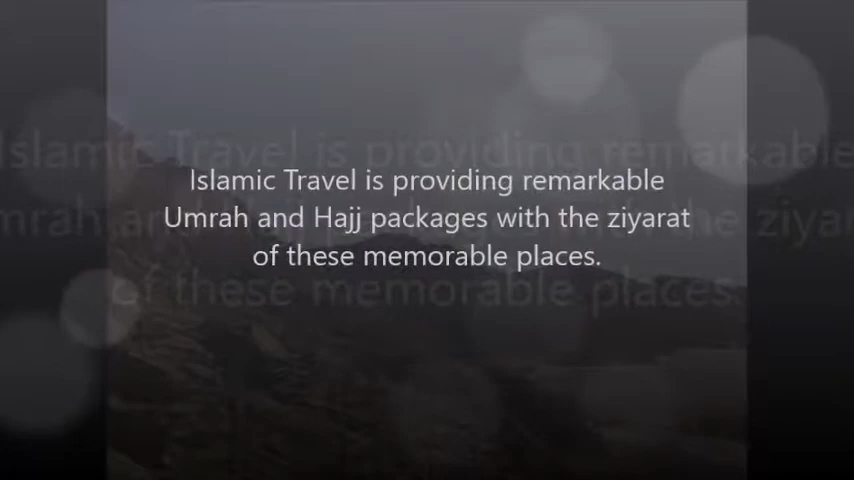 Islamic Travel is providing remarkable
Umrah and Hajj packages with the ziyarat
of these memorable places.